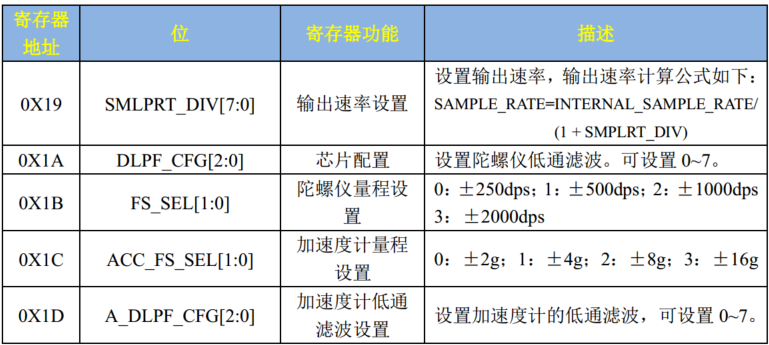 寄存器
地址
位
寄存器功能
描述
0X19
SMLPRT_DIV[7:0]
输出速率设置
设置输出速率，输出速率计算公式如下：
SAMPLE_RATE=INTERNAL_SAMPLE_RATE/
(1 + SMPLRT_DIV)
0X1A
DLPF_CFG[2:0]
芯片配置
设置陀螺仪低通滤波。可设置 0~7。
0X1B
FS_SEL[1:0]
陀螺仪量程设
置
0：±250dps；1：±500dps；2：±1000dps
3：±2000dps
0X1C
ACC_FS_SEL[1:0]
加速度计量程
设置
0：±2g；1：±4g；2：±8g；3：±16g
0X1D
A_DLPF_CFG[2:0]
加速度计低通
滤波设置
设置加速度计的低通滤波，可设置 0~7。